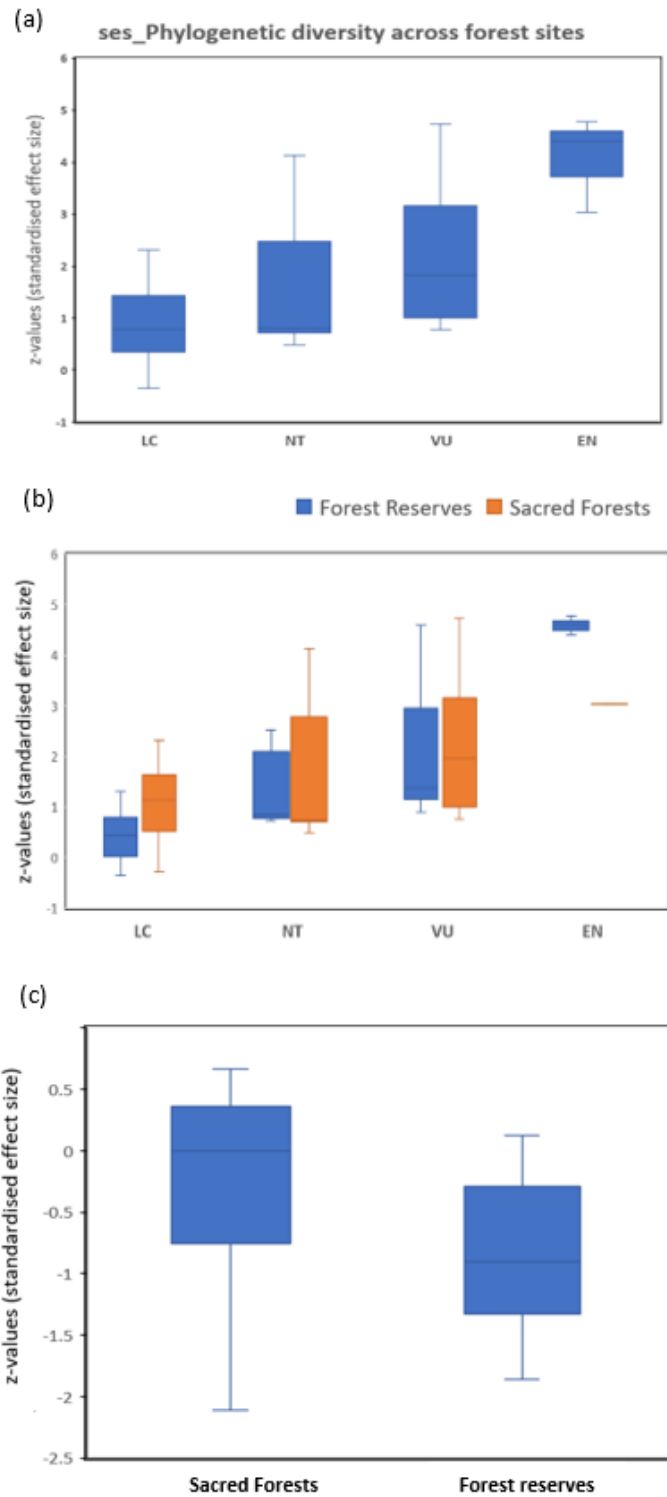 (a)
ses_Phylogenetic diversity across forest sites
z-values (standardised effect size)
6
5
4
3
2
1
0
-1
LC NT VU EN
(b)
Forest Reserves Sacred Forests
z-values (standardised effect size)
6
5
4
3
2
1
0
-1
LC NT VU EN
(c)
z-values (standardised effect size)
0.5
0
-0.5
-1
-1.5
-2
-2.5
Sacred Forests Forest reserves